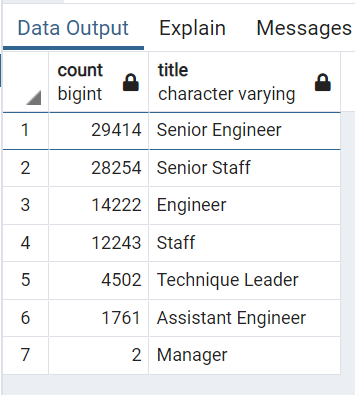 Data Output Explain Messages
count title
bigint character varying
1 29414 Senior Engineer
2 28254 Senior Staff
3 14222 Engineer
4 12243 Staff
5 4502 Technique Leader
6 1761 Assistant Engineer
7 2 Manager